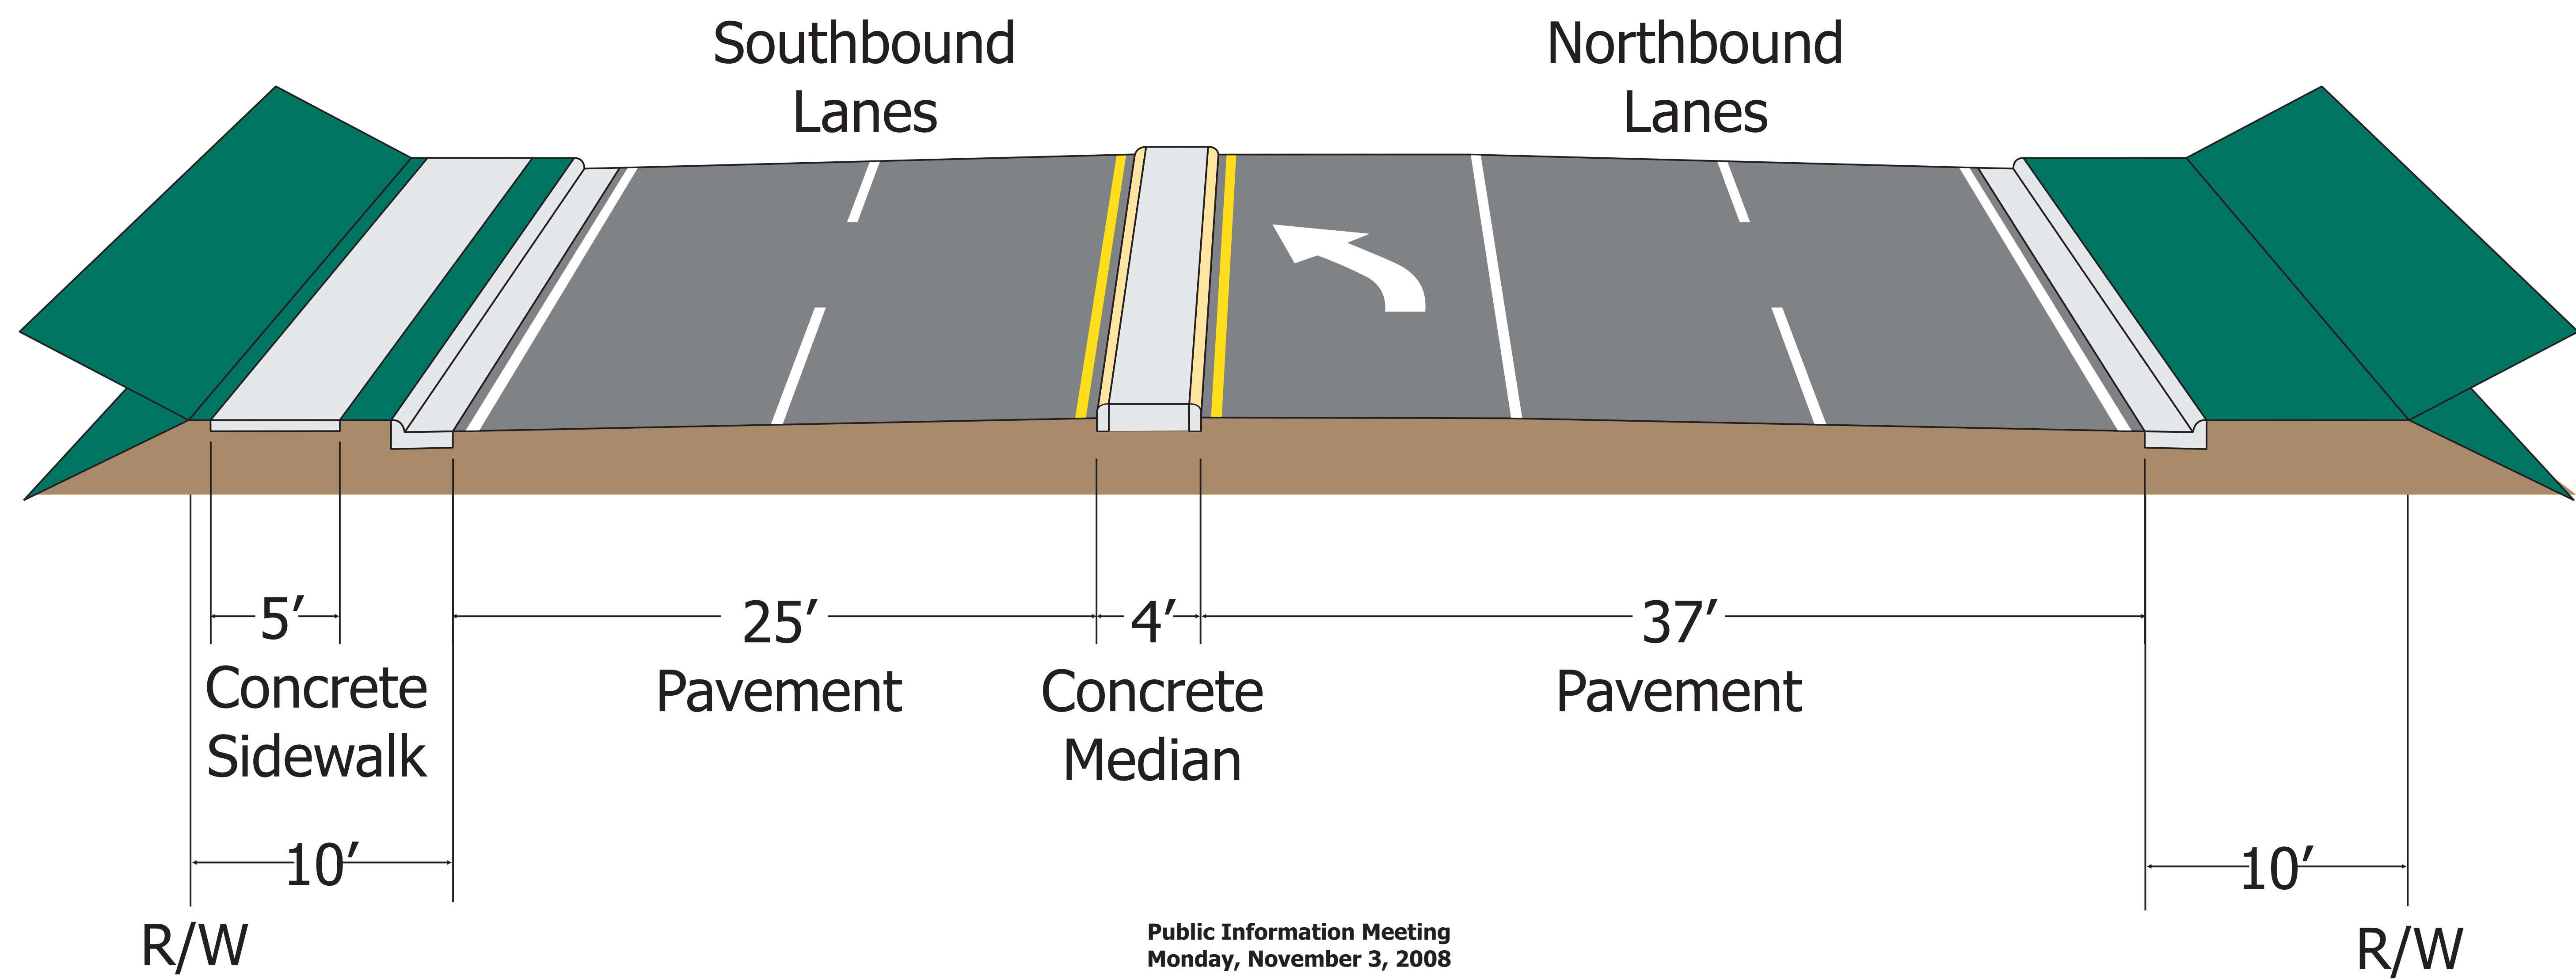 Southbound
Lanes
Northbound
Lanes
5′
Concrete
Sidewalk
25′
Pavement
4′
Concrete
Median
37′
Pavement
10′
10′
R/W
R/W
Public Information Meeting
Monday, November 3, 2008